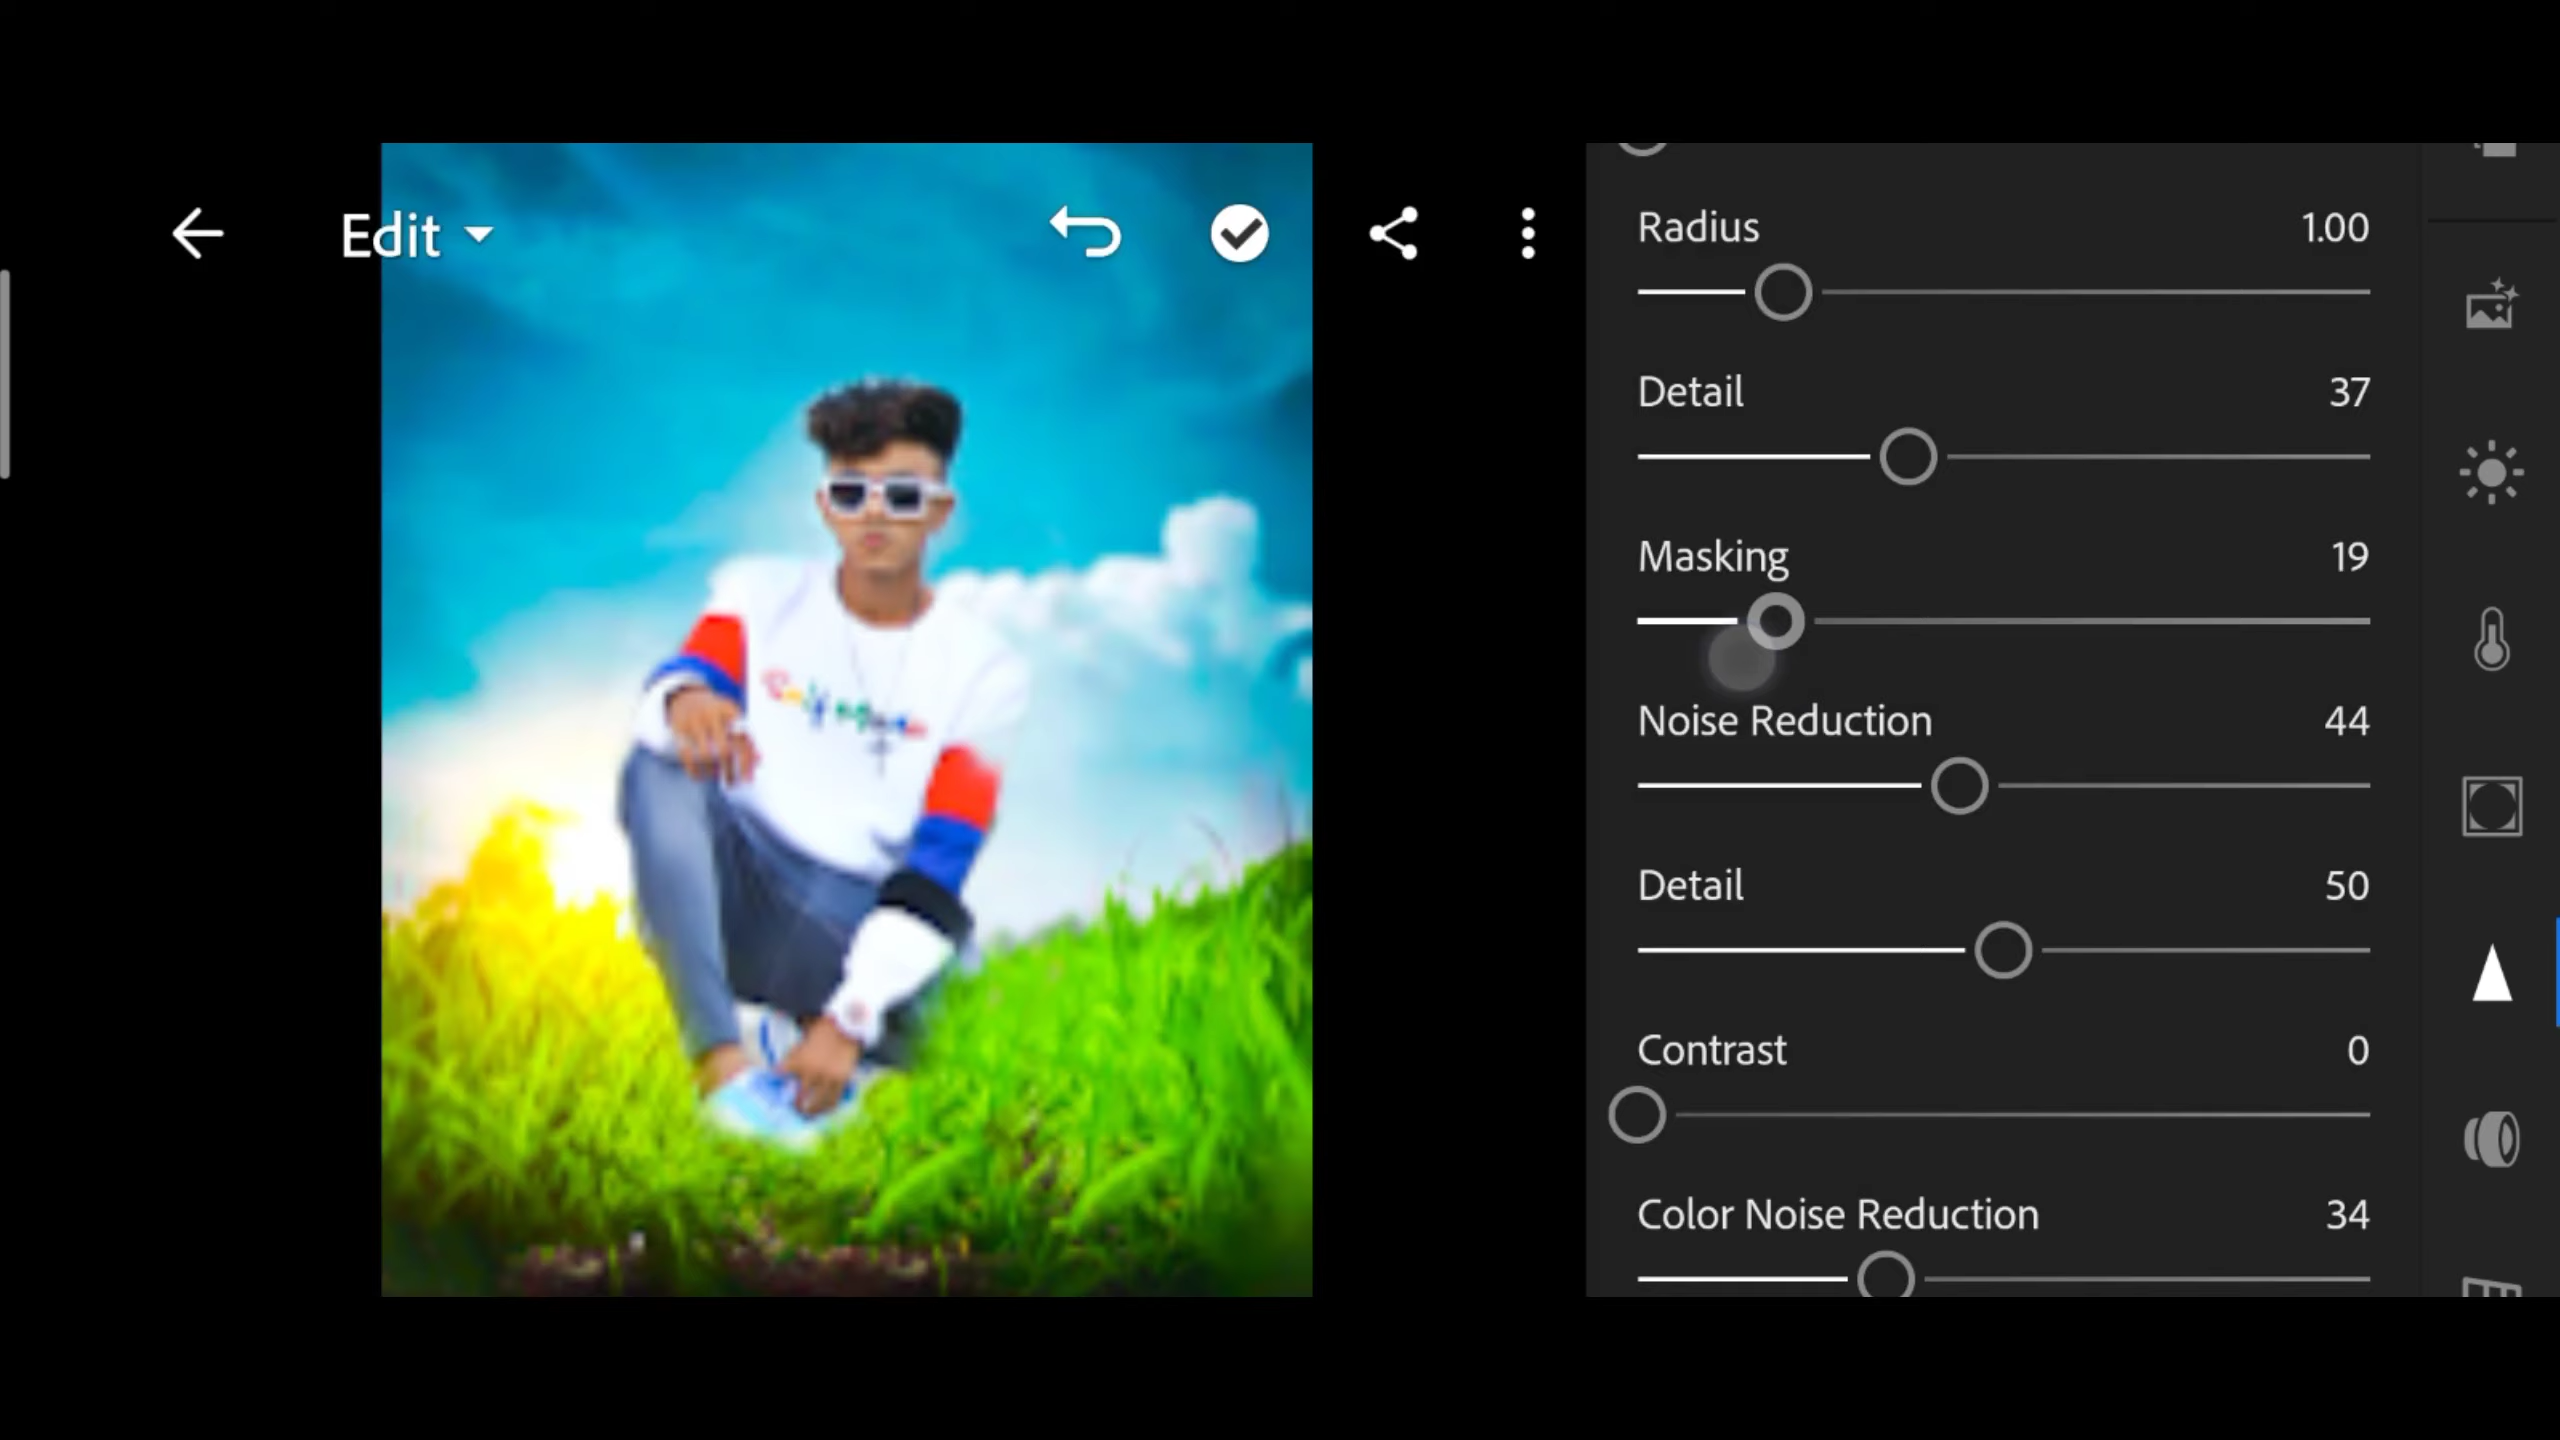 Edit
Radius 1.00
Detail 37
Masking 19
Noise Reduction 44
Detail 50
Contrast 0
Color Noise Reduction 34